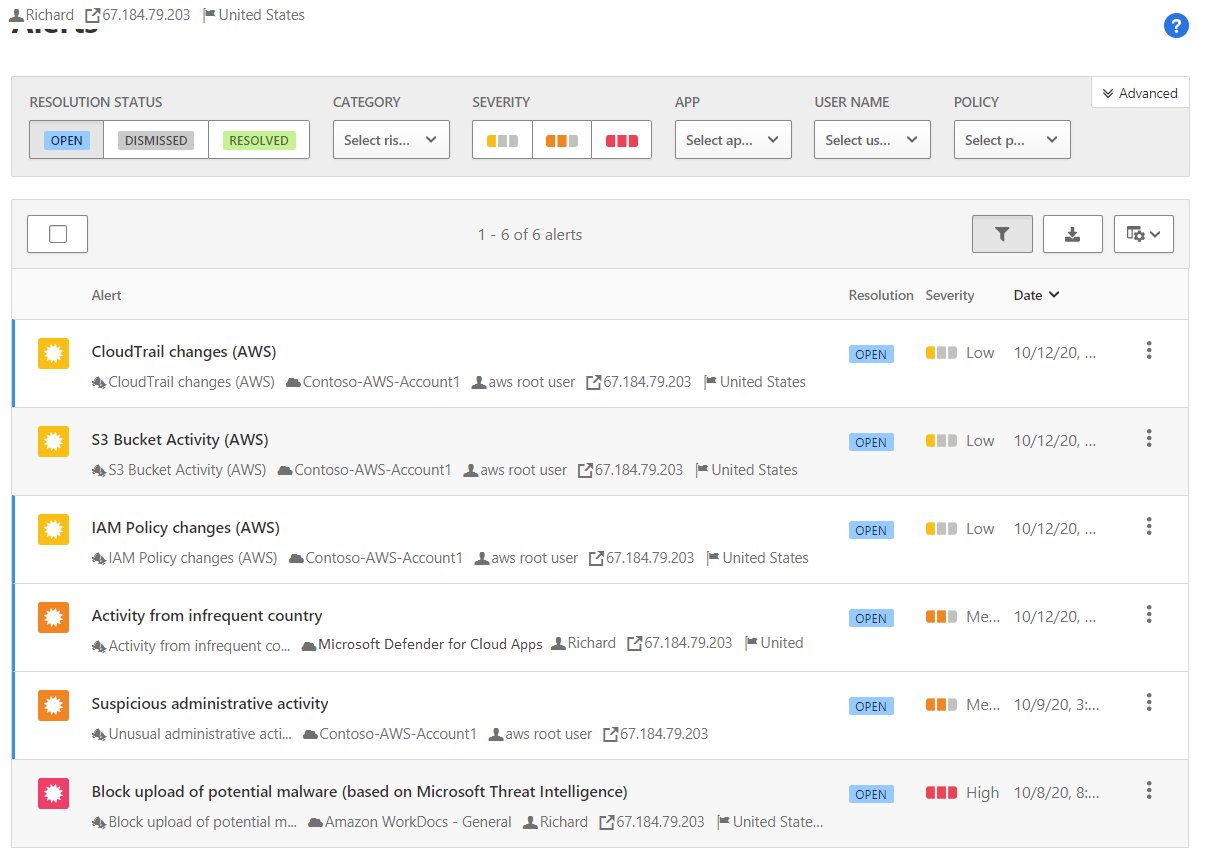 Richard 67.184.79.203 United States
Alerts
?
Advanced
RESOLUTION STATUS CATEGORY SEVERITY APP USER NAME POLICY
OPEN DISMISSED RESOLVED Select ris... Select ap... Select us... Select p...
1 - 6 of 6 alerts
Alert Resolution Severity Date
CloudTrail changes (AWS) OPEN Low 10/12/20, ...
CloudTrail changes (AWS) Contoso-AWS-Account1 aws root user 67.184.79.203 United States
S3 Bucket Activity (AWS) OPEN Low 10/12/20, ...
S3 Bucket Activity (AWS) Contoso-AWS-Account1 aws root user 67.184.79.203 United States
IAM Policy changes (AWS) OPEN Low 10/12/20, ...
IAM Policy changes (AWS) Contoso-AWS-Account1 aws root user 67.184.79.203 United States
Activity from infrequent country OPEN Me... 10/12/20, ...
Activity from infrequent co... Microsoft Defender for Cloud Apps Richard 67.184.79.203 United
Suspicious administrative activity OPEN Me... 10/9/20, 3:...
Unusual administrative acti... Contoso-AWS-Account1 aws root user 67.184.79.203
Block upload of potential malware (based on Microsoft Threat Intelligence) OPEN High 10/8/20, 8:...
Block upload of potential m... Amazon WorkDocs - General Richard 67.184.79.203 United State...